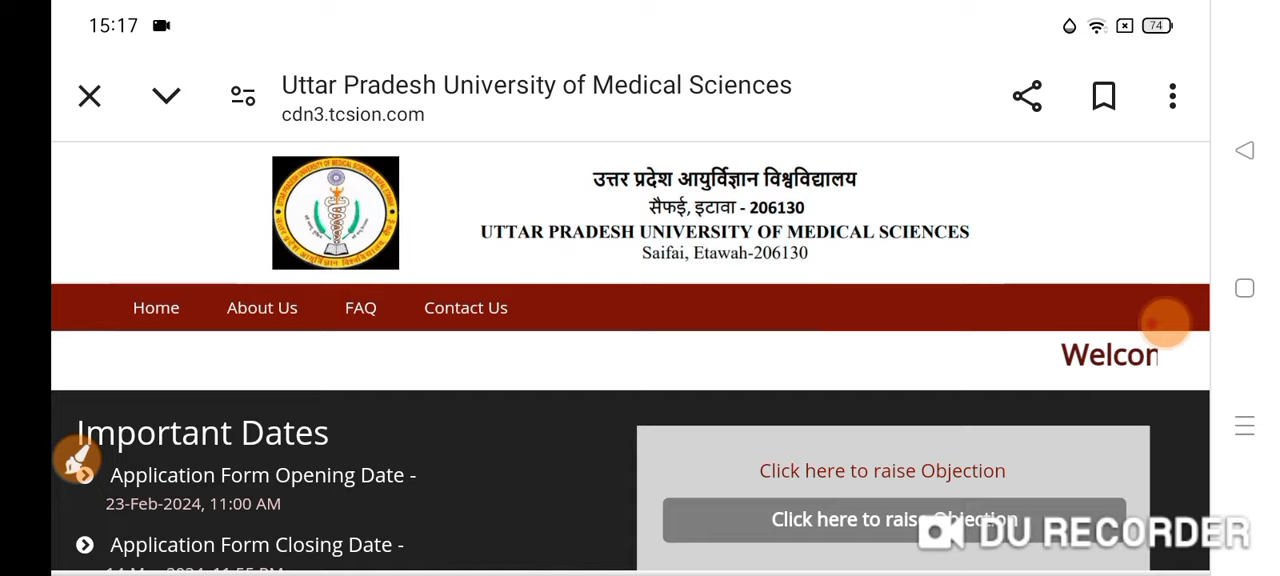 15:17
74
Uttar Pradesh University of Medical Sciences
cdn3.tcsion.com
उत्तर प्रदेश आयुर्विज्ञान विश्वविद्यालय
सैफई, इटावा - 206130
UTTAR PRADESH UNIVERSITY OF MEDICAL SCIENCES
Saifai, Etawah-206130
Home About Us FAQ Contact Us
Welcom
Important Dates
Application Form Opening Date -
23-Feb-2024, 11:00 AM
Application Form Closing Date -
Click here to raise Objection
Click here to raise Objection
DU RECORDER